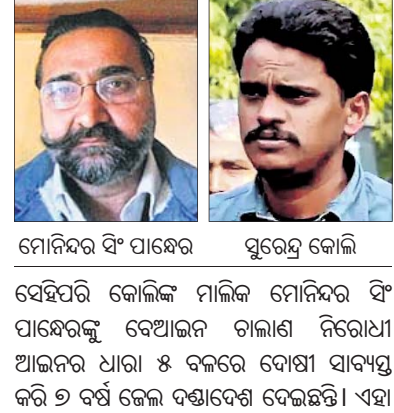 ମୋନିନ୍ଦର ସିଂ ପାନ୍ଧେର
ସୁରେନ୍ଦ୍ର କୋଲି
ସେହିପରି କୋଲିଙ୍କ ମାଲିକ ମୋନିନ୍ଦର ସିଂ
ପାନ୍ଧେରଙ୍କୁ ବେଆଇନ ଚାଲାଣ ନିରୋଧୀ
ଆଇନର ଧାରା ୫ ବଳରେ ଦୋଷୀ ସାବ୍ୟସ୍ତ
କରି ୭ ବର୍ଷ ଜେଲ ଦଣ୍ଡାଦେଶ ଦେଇଛନ୍ତି। ଏହା